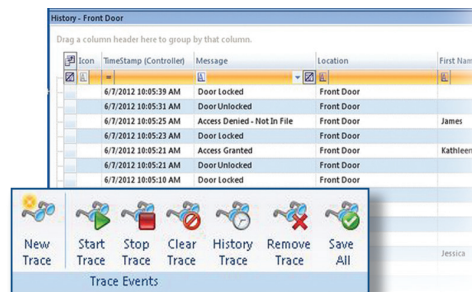 History - Front Door
Drag a column header here to group by that column.
Icon TimeStamp (Controller) Message Location First Nam
=
6/7/2012 10:05:39 AM Door Locked Front Door
6/7/2012 10:05:31 AM Door Unlocked Front Door
6/7/2012 10:05:25 AM Access Denied - Not In File Front Door James
6/7/2012 10:05:23 AM Door Locked Front Door
6/7/2012 10:05:21 AM Access Granted Front Door Kathleen
6/7/2012 10:05:21 AM Door Unlocked Front Door
6/7/2012 10:05:10 AM Door Locked Front Door
Jessica
New Trace
Start Trace
Stop Trace
Clear Trace
History Trace
Remove Trace
Save All
Trace Events